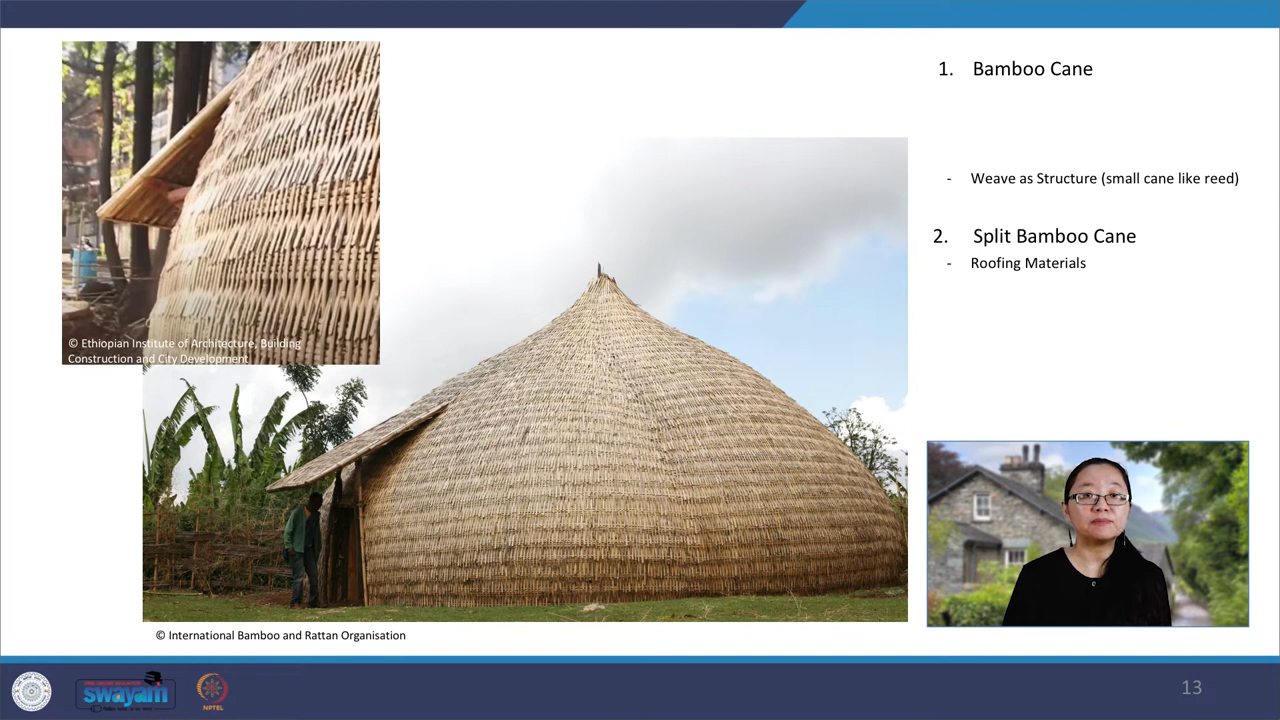 1. Bamboo Cane
- Weave as Structure (small cane like reed)
2. Split Bamboo Cane
- Roofing Materials
© Ethiopian Institute of Architecture, Building
Construction and City Development
© International Bamboo and Rattan Organisation
swayam
NPTEL
13